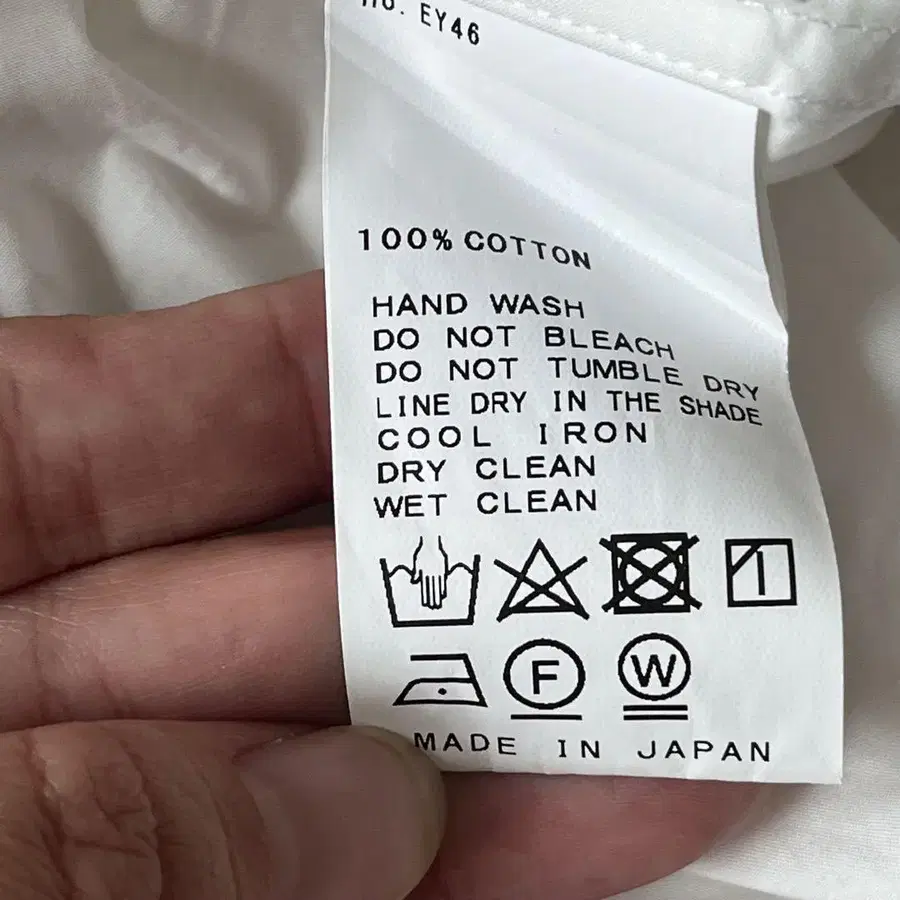 no. EY46
100% COTTON
HAND WASH
DO NOT BLEACH
DO NOT TUMBLE DRY
LINE DRY IN THE SHADE
COOL IRON
DRY CLEAN
WET CLEAN
F W
MADE IN JAPAN